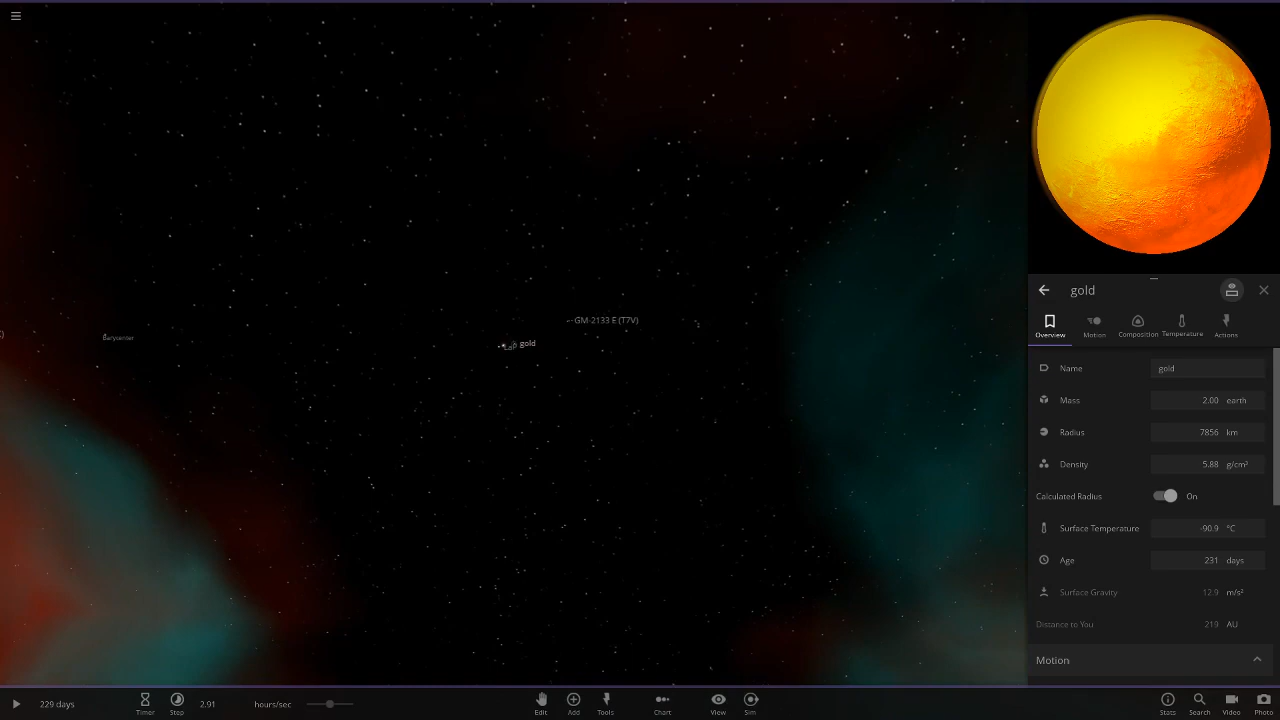 Barycenter
GM-2133 E (T7V)
gold
gold
Overview
Motion
Composition
Temperature
Actions
Name gold
Mass 2.00 earth
Radius 7856 km
Density 5.88 g/cm³
Calculated Radius On
Surface Temperature -90.9 °C
Age 231 days
Surface Gravity 12.9 m/s²
Distance to You 219 AU
Motion
229 days
Timer
Step
2.91 hours/sec
Edit
Add
Tools
Chart
View
Sim
Stats
Search
Video
Photo